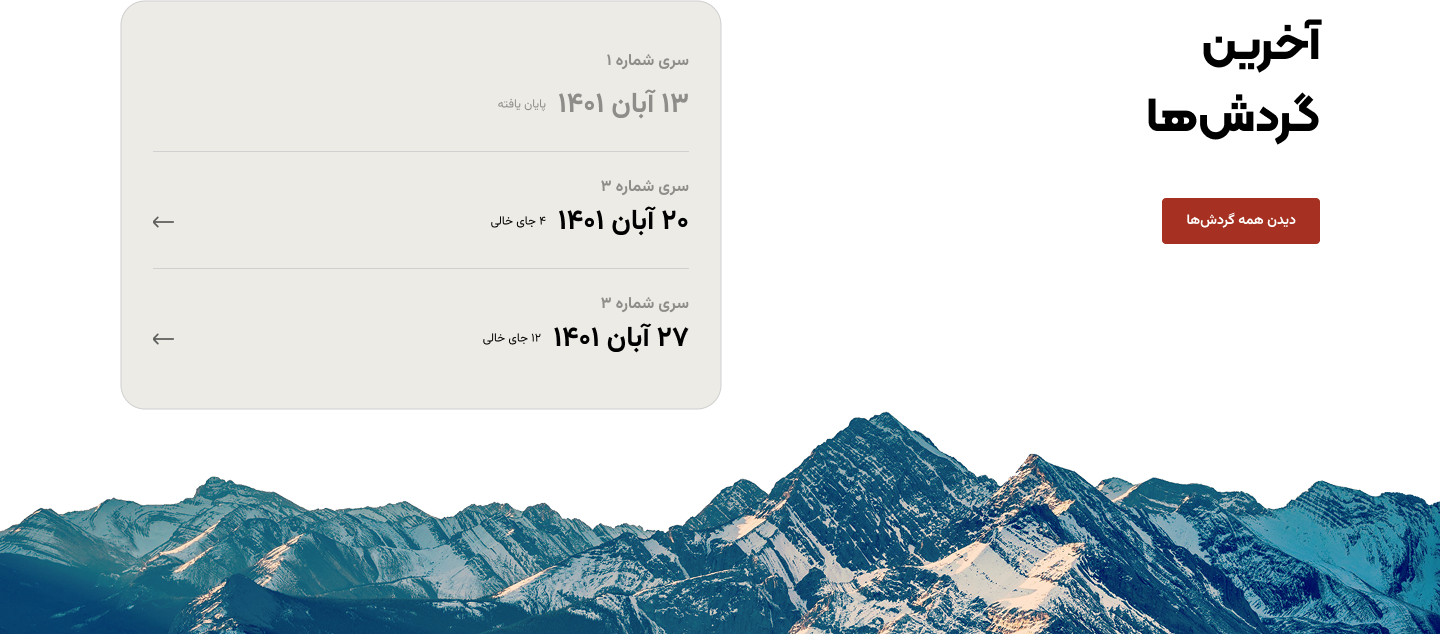 آخرین
گردش‌ها
دیدن همه گردش‌ها
سری شماره ۱
۱۳ آبان ۱۴۰۱ پایان یافته
سری شماره ۳
۲۰ آبان ۱۴۰۱ ۴ جای خالی
سری شماره ۳
۲۷ آبان ۱۴۰۱ ۱۲ جای خالی